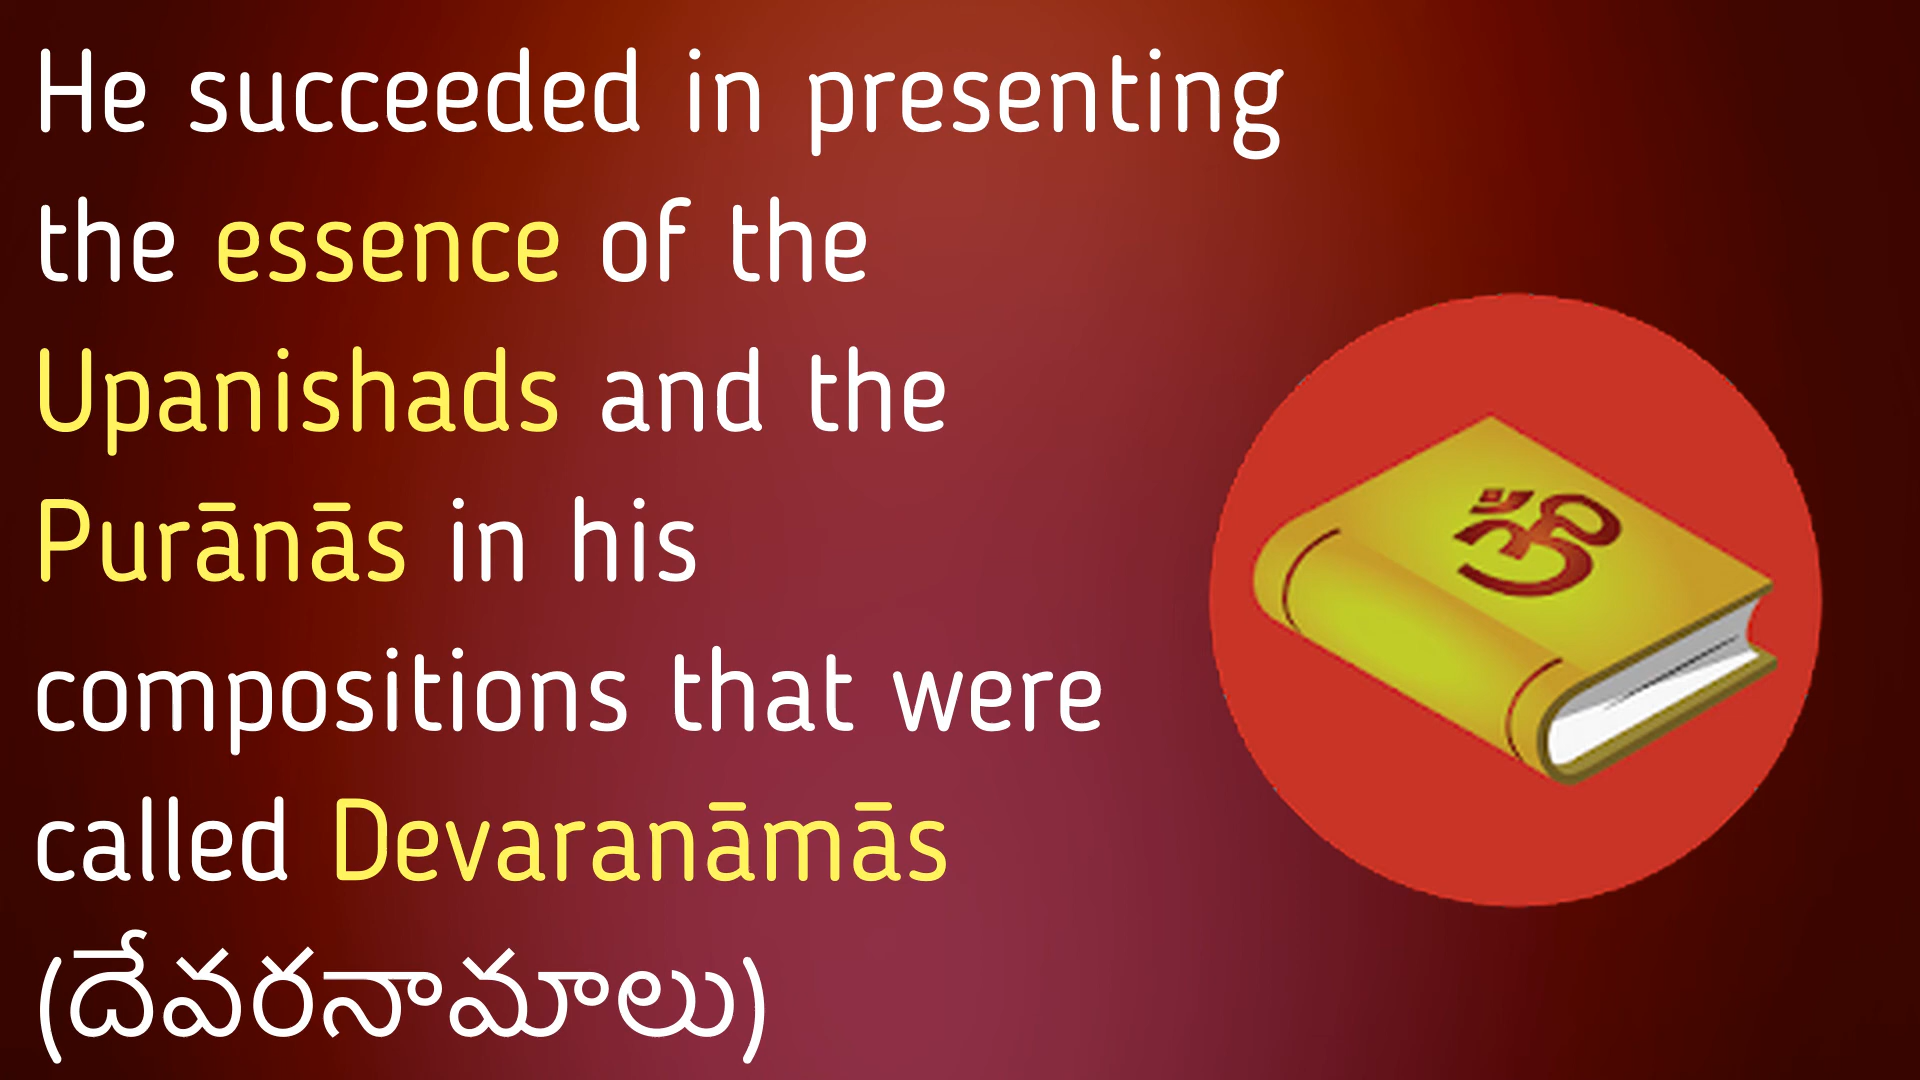 He succeeded in presenting
the essence of the
Upanishads and the
Purānās in his
compositions that were
called Devaranāmās
(దేవరనామాలు)
ॐ